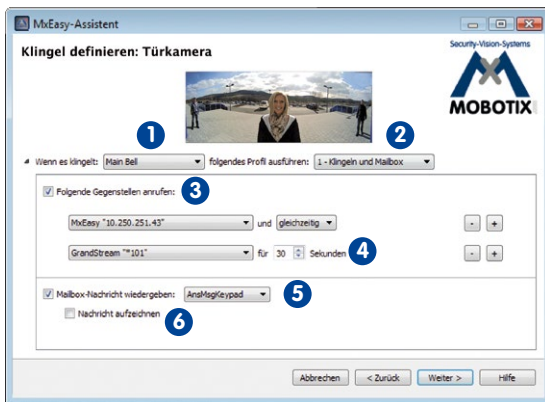 MxEasy-Assistent
Klingel definieren: Türkamera
Security-Vision-Systems
MOBOTIX
1
2
Wenn es klingelt: Main Bell folgendes Profil ausführen: 1 - Klingeln und Mailbox
Folgende Gegenstellen anrufen: 3
MxEasy "10.250.251.43" und gleichzeitig - +
GrandStream "*101" für 30 Sekunden 4 - +
Mailbox-Nachricht wiedergeben: AnsMsgKeypad 5
Nachricht aufzeichnen 6
Abbrechen < Zurück Weiter > Hilfe